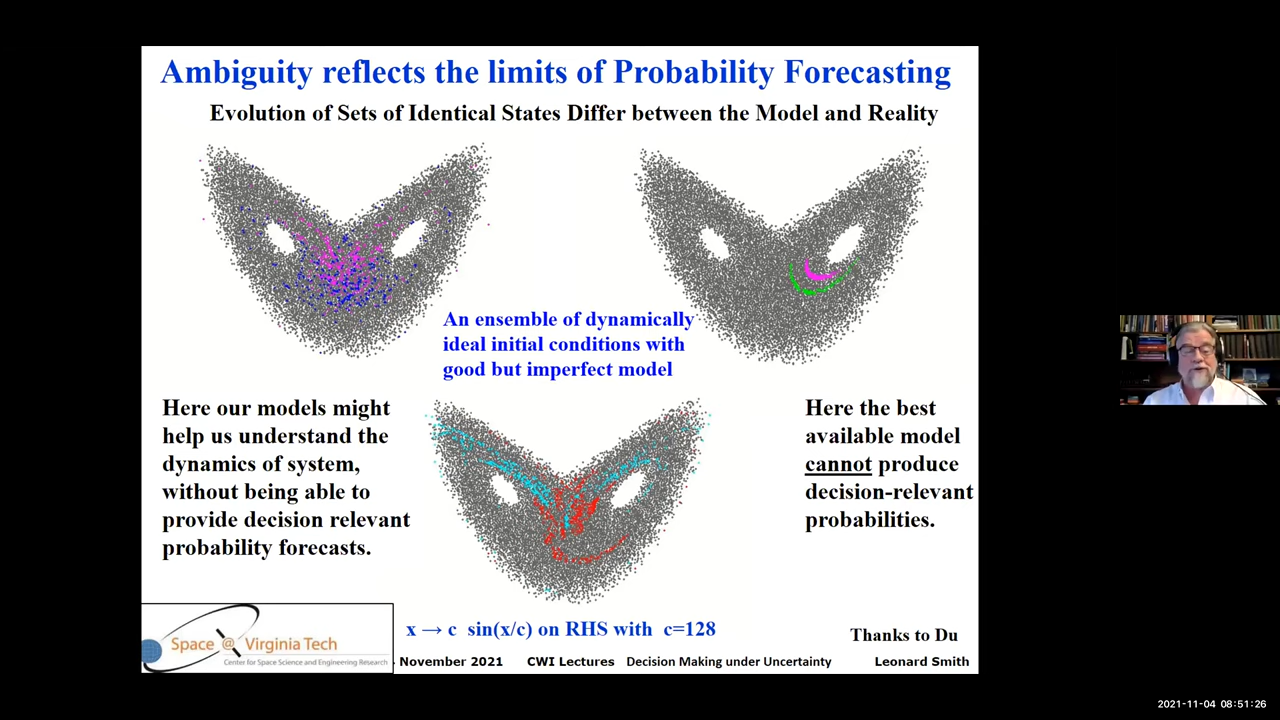 Ambiguity reflects the limits of Probability Forecasting
Evolution of Sets of Identical States Differ between the Model and Reality
An ensemble of dynamically
ideal initial conditions with
good but imperfect model
Here our models might
help us understand the
dynamics of system,
without being able to
provide decision relevant
probability forecasts.
Here the best
available model
cannot produce
decision-relevant
probabilities.
x → c sin(x/c) on RHS with c=128
Thanks to Du
Space @ Virginia Tech
Center for Space Science and Engineering Research
November 2021 CWI Lectures Decision Making under Uncertainty Leonard Smith
2021-11-04 08:51:26